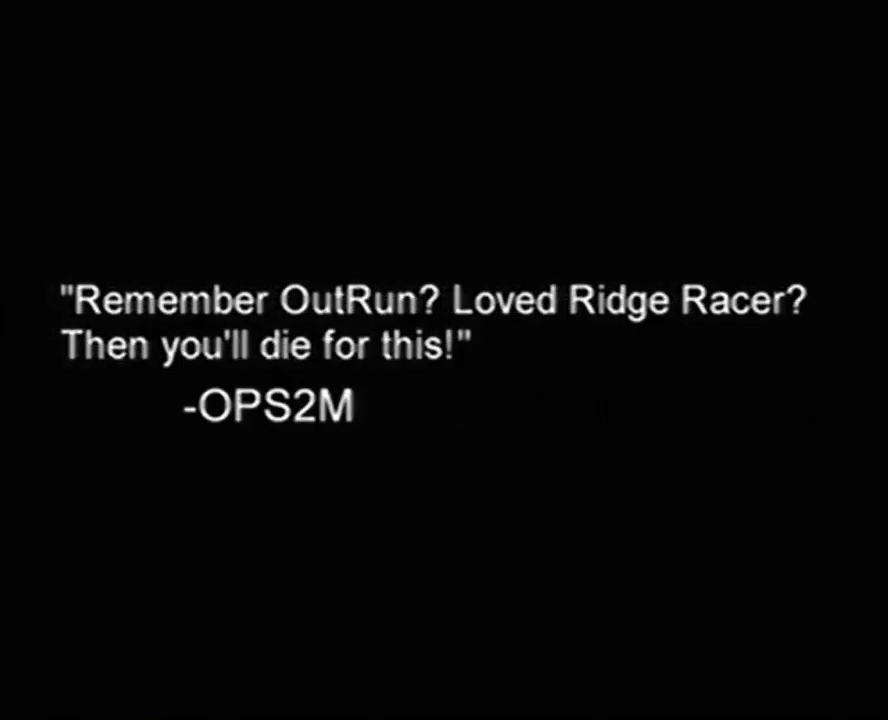 "Remember OutRun? Loved Ridge Racer?
Then you'll die for this!"
-OPS2M